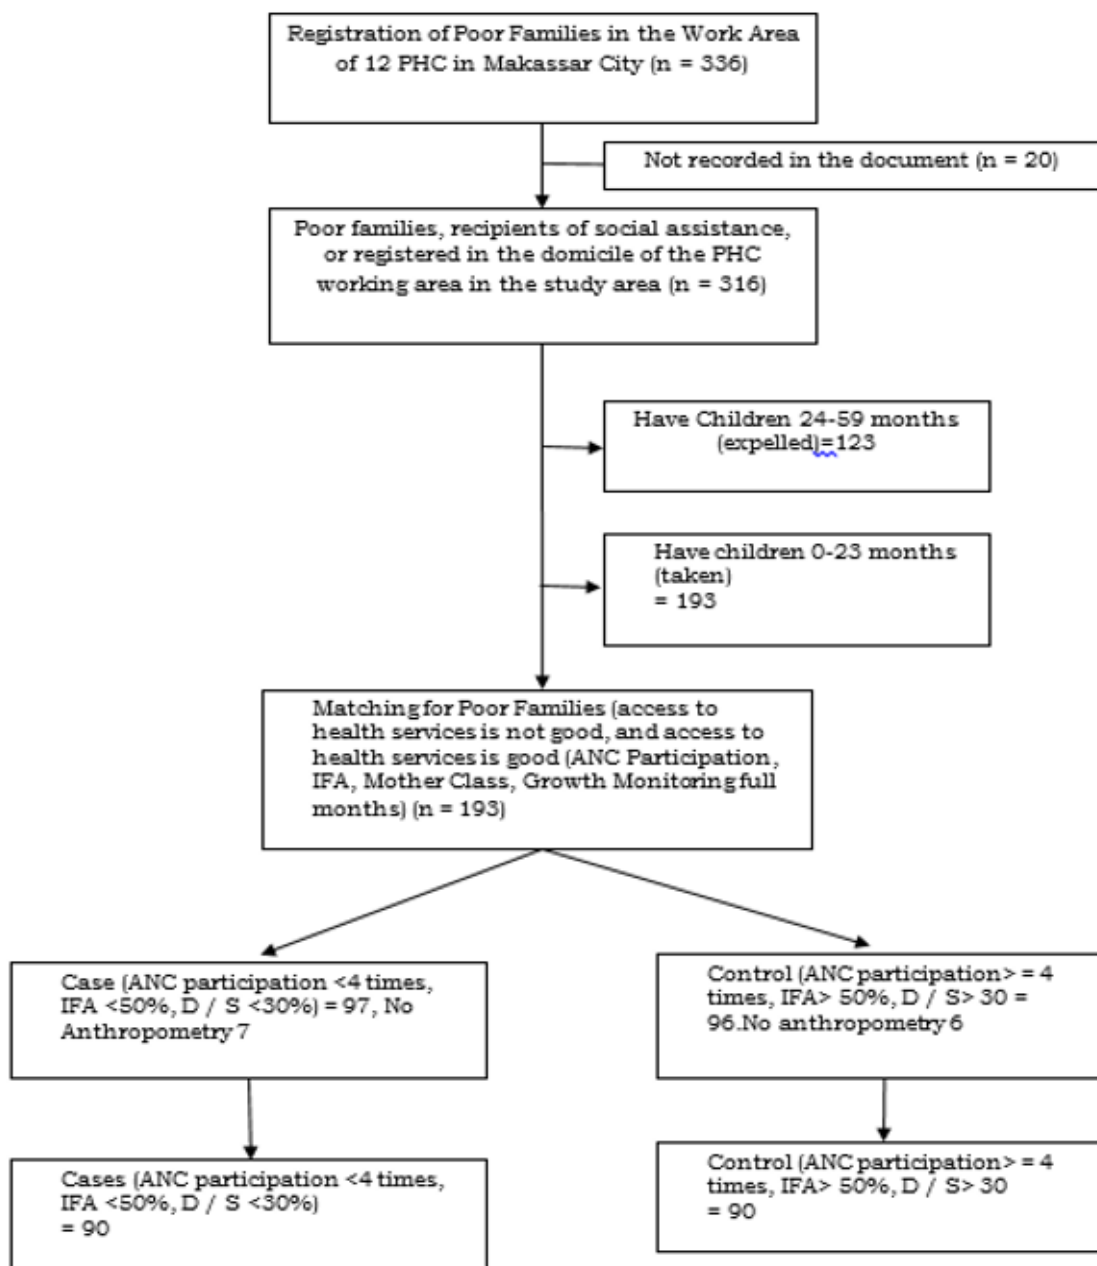 Registration of Poor Families in the Work Area
of 12 PHC in Makassar City (n = 336)
Not recorded in the document (n = 20)
Poor families, recipients of social assistance,
or registered in the domicile of the PHC
working area in the study area (n = 316)
Have Children 24-59 months
(expelled)=123
Have children 0-23 months
(taken)
= 193
Matching for Poor Families (access to
health services is not good, and access to
health services is good (ANC Participation,
IFA, Mother Class, Growth Monitoring full
months) (n = 193)
Case (ANC participation <4 times,
IFA <50%, D / S <30%) = 97, No
Anthropometry 7
Control (ANC participation> = 4
times, IFA> 50%, D / S> 30 =
96.No anthropometry 6
Cases (ANC participation <4 times,
IFA <50%, D / S <30%)
= 90
Control (ANC participation> = 4
times, IFA> 50%, D / S> 30
= 90